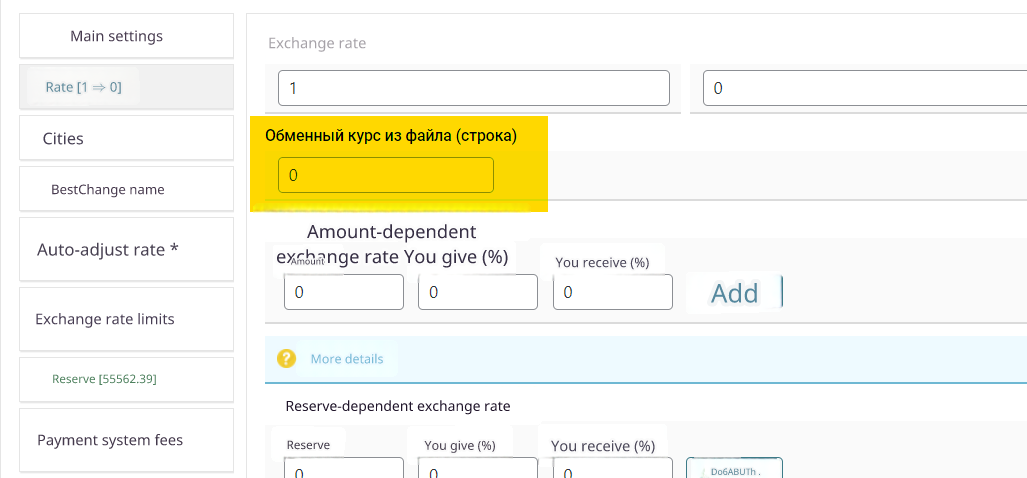 Main settings
Rate [1 ⇒ 0]
Cities
BestChange name
Auto-adjust rate *
Exchange rate limits
Reserve [55562.39]
Payment system fees
Exchange rate
1
0
Обменный курс из файла (строка)
0
Amount-dependent
exchange rate You give (%)
Amount
You receive (%)
0
0
0
Add
? More details
Reserve-dependent exchange rate
Reserve
You give (%)
You receive (%)
0
0
0